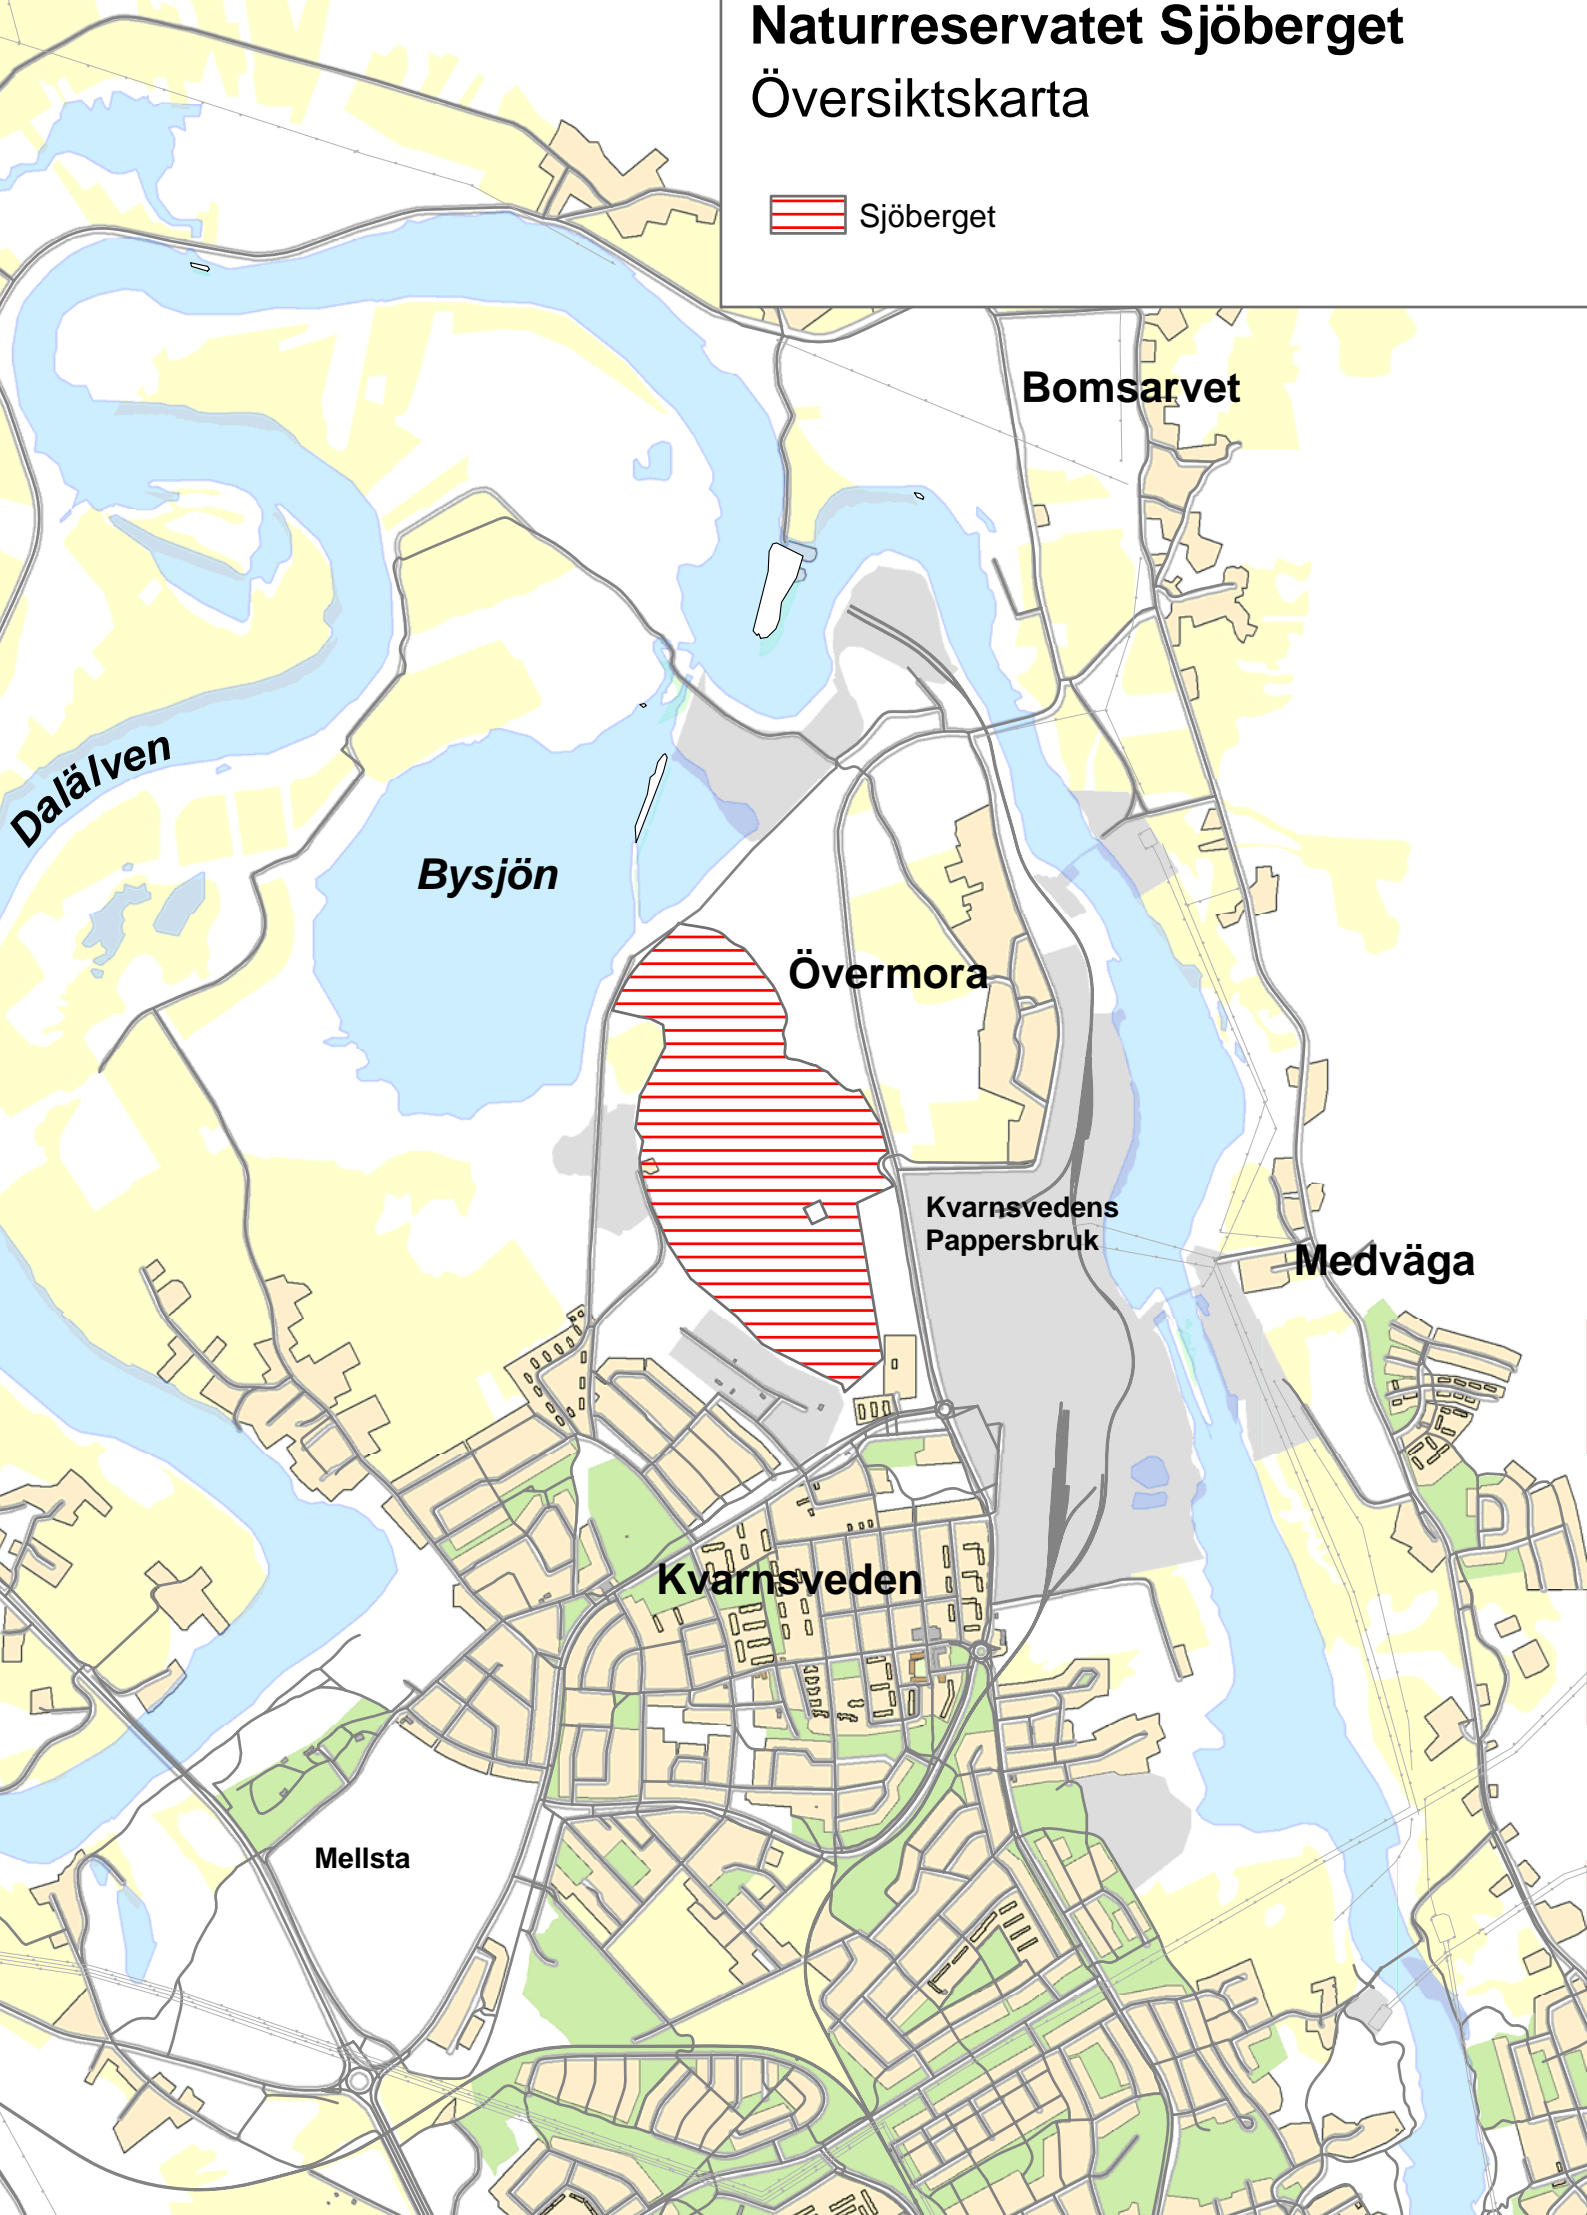 Naturreservatet Sjöberget
Översiktskarta
Sjöberget
Bomsarvet
Dalälven
Bysjön
Övermora
Kvarnsvedens
Pappersbruk
Medväga
Kvarnsveden
Mellsta